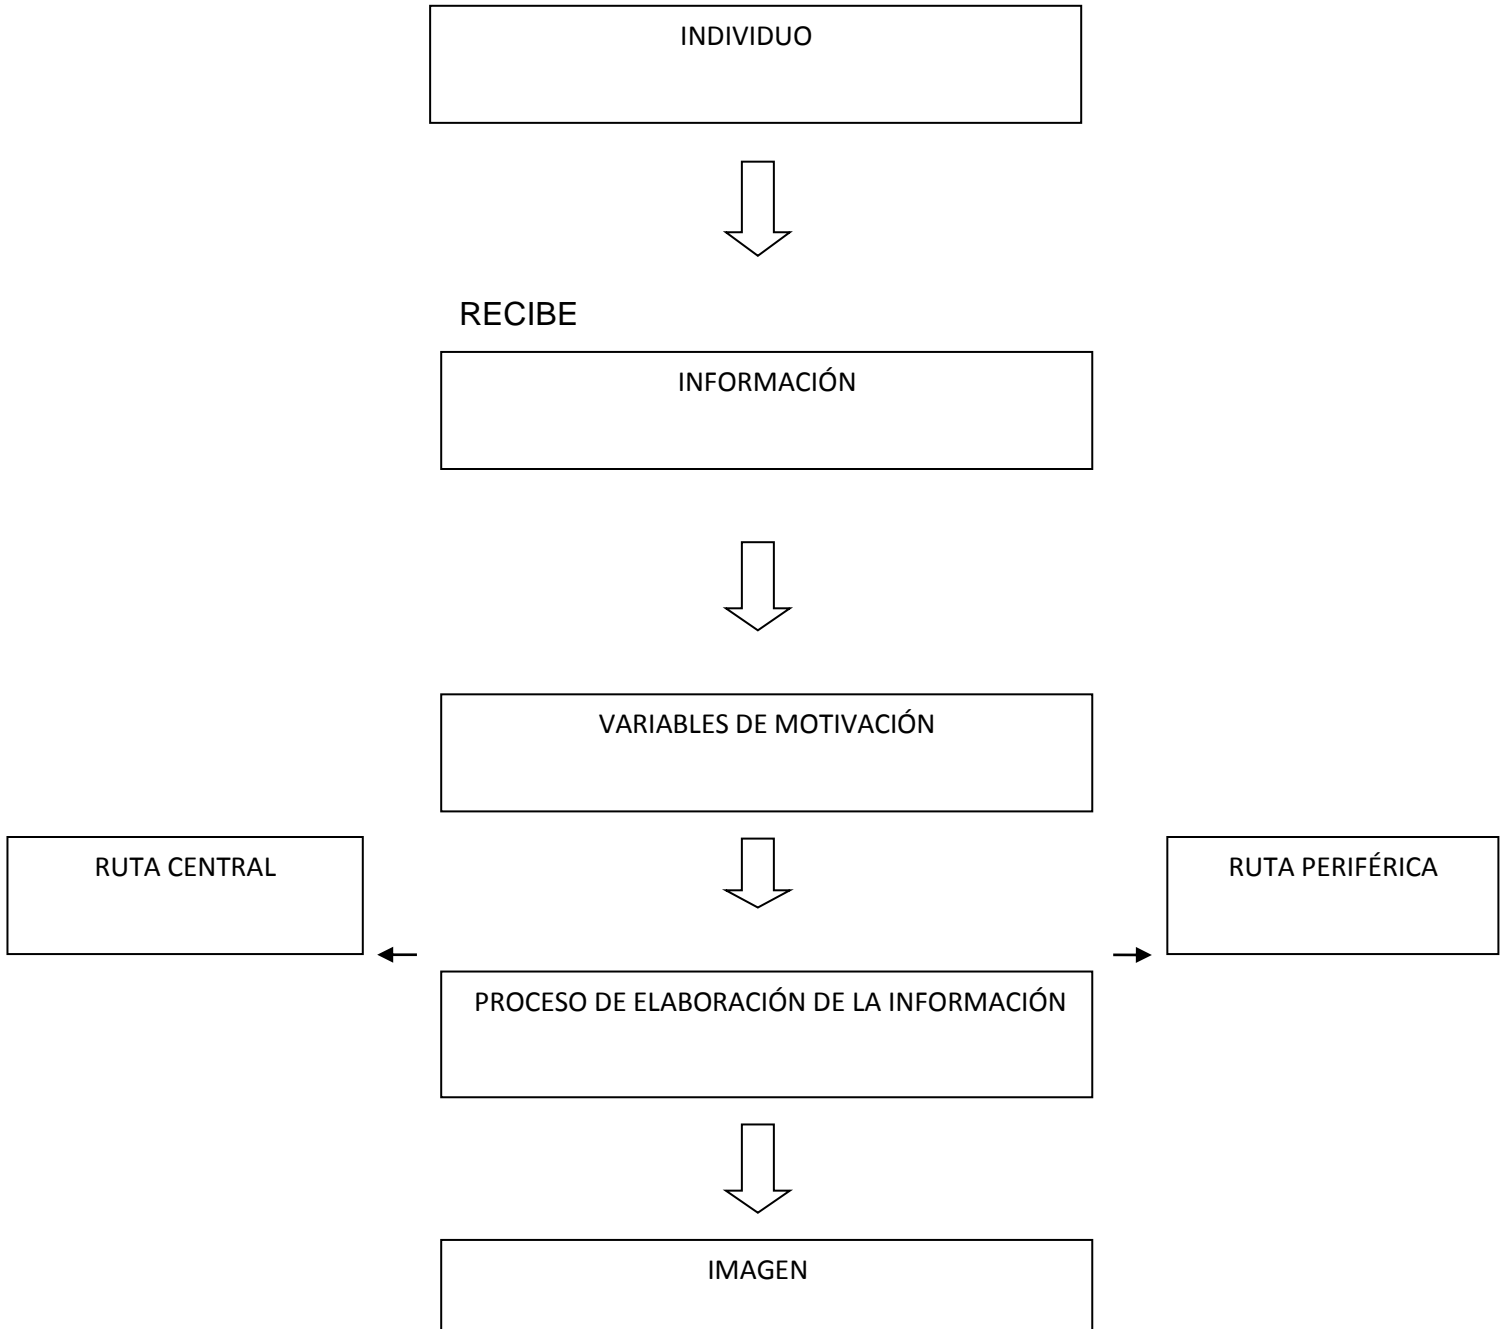 INDIVIDUO
RECIBE
INFORMACIÓN
VARIABLES DE MOTIVACIÓN
RUTA CENTRAL
RUTA PERIFÉRICA
PROCESO DE ELABORACIÓN DE LA INFORMACIÓN
IMAGEN